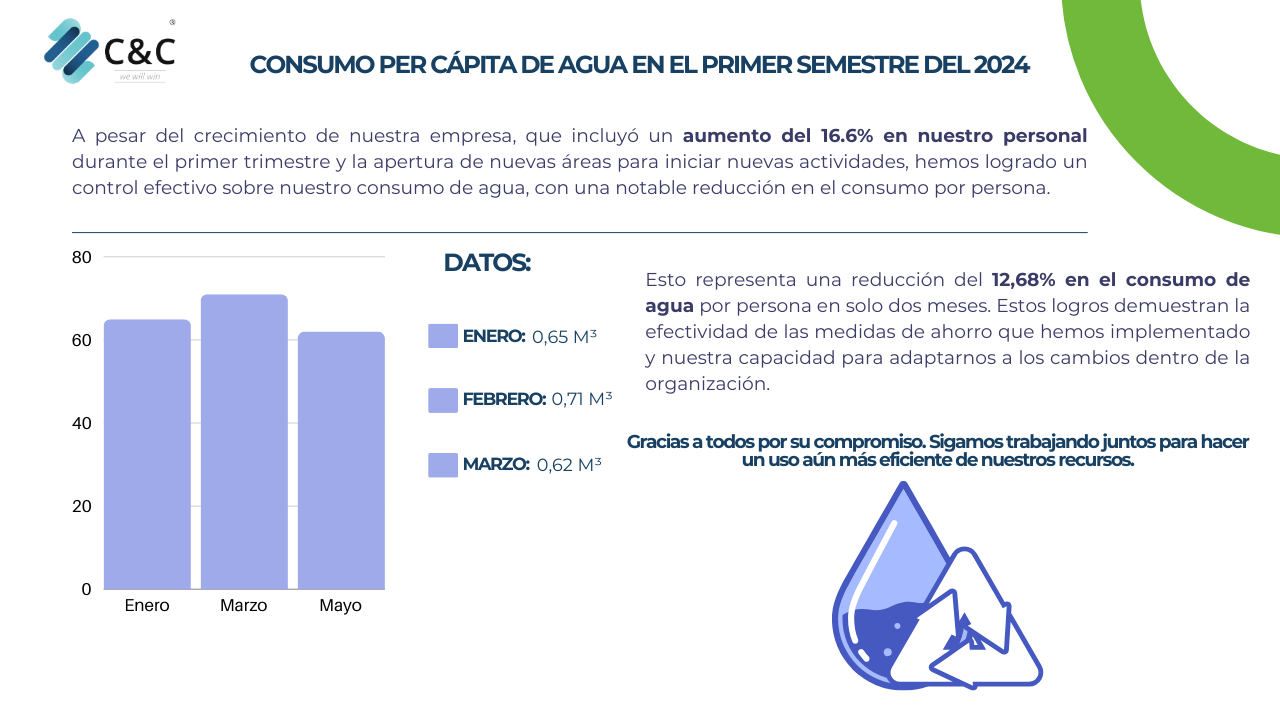 C&C
®
we will win
CONSUMO PER CÁPITA DE AGUA EN EL PRIMER SEMESTRE DEL 2024
A pesar del crecimiento de nuestra empresa, que incluyó un aumento del 16.6% en nuestro personal
durante el primer trimestre y la apertura de nuevas áreas para iniciar nuevas actividades, hemos logrado un
control efectivo sobre nuestro consumo de agua, con una notable reducción en el consumo por persona.
80
60
40
20
0
Enero
Marzo
Mayo
DATOS:
ENERO: 0,65 M³
FEBRERO: 0,71 M³
MARZO: 0,62 M³
Esto representa una reducción del 12,68% en el consumo de
agua por persona en solo dos meses. Estos logros demuestran la
efectividad de las medidas de ahorro que hemos implementado
y nuestra capacidad para adaptarnos a los cambios dentro de la
organización.
Gracias a todos por su compromiso. Sigamos trabajando juntos para hacer
un uso aún más eficiente de nuestros recursos.